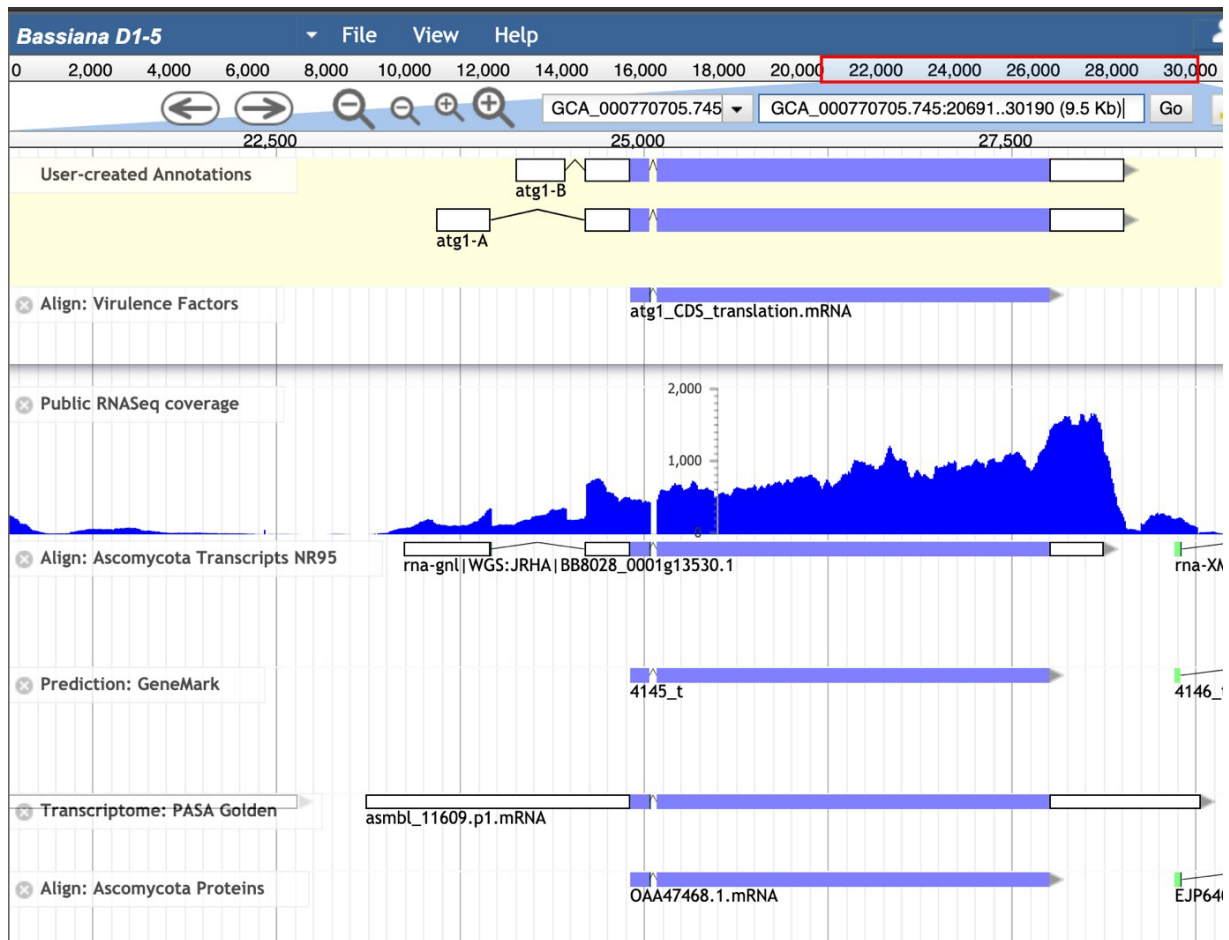 Bassiana D1-5 File View Help
0 2,000 4,000 6,000 8,000 10,000 12,000 14,000 16,000 18,000 20,000 22,000 24,000 26,000 28,000 30,000
GCA_000770705.745 GCA_000770705.745:20691..30190 (9.5 Kb) Go
22,500 25,000 27,500
User-created Annotations
atg1-B
atg1-A
Align: Virulence Factors
atg1_CDS_translation.mRNA
Public RNASeq coverage
2,000
1,000
0
Align: Ascomycota Transcripts NR95
rna-gnl|WGS:JRHA|BB8028_0001g13530.1 rna-XM
Prediction: GeneMark
4145_t 4146_t
Transcriptome: PASA Golden
asmbl_11609.p1.mRNA
Align: Ascomycota Proteins
OAA47468.1.mRNA EJP646